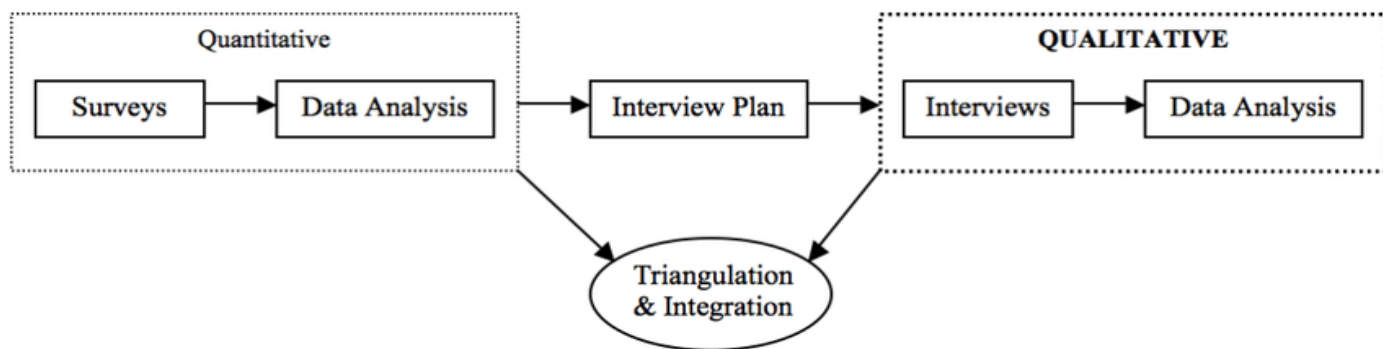 Quantitative
QUALITATIVE
Surveys
Data Analysis
Interview Plan
Interviews
Data Analysis
Triangulation
& Integration